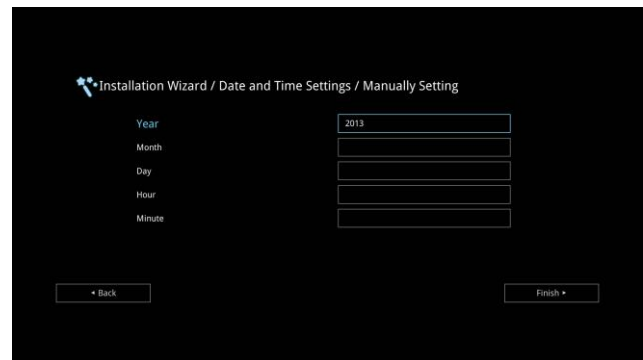 Installation Wizard / Date and Time Settings / Manually Setting
Year 2013
Month
Day
Hour
Minute
◂ Back Finish ▸